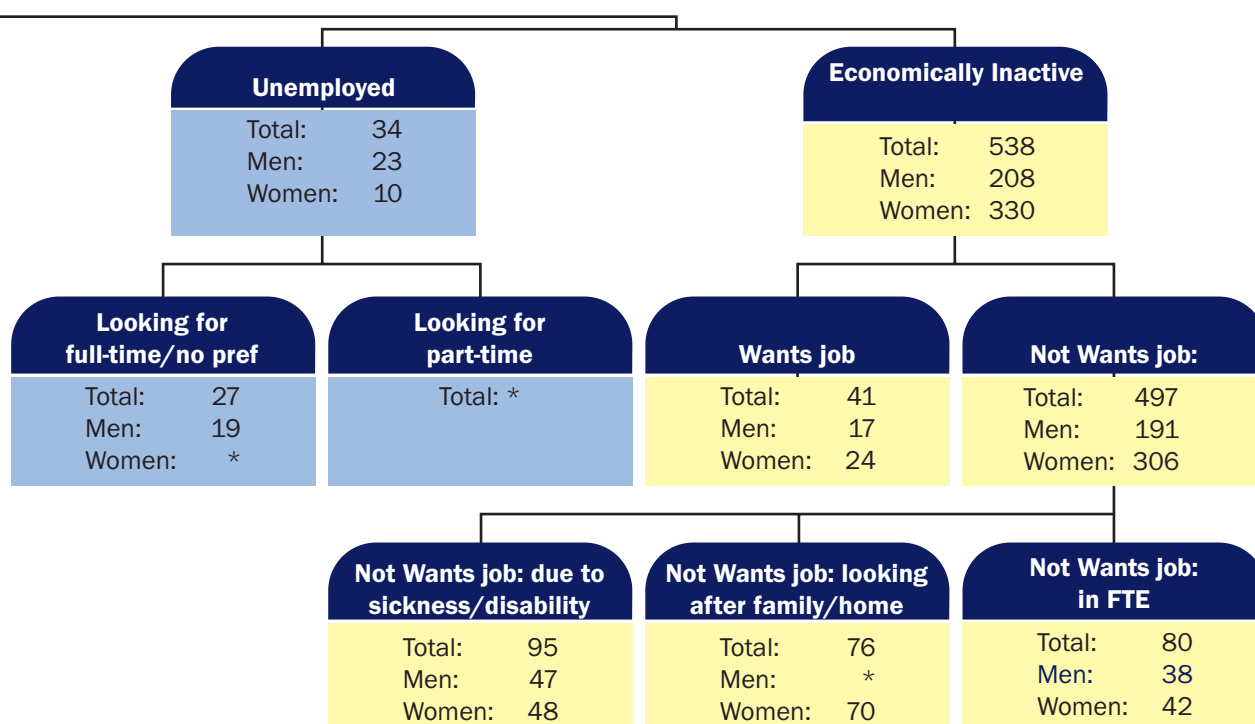 Unemployed
Total: 34
Men: 23
Women: 10
Economically Inactive
Total: 538
Men: 208
Women: 330
Looking for
full-time/no pref
Total: 27
Men: 19
Women: *
Looking for
part-time
Total: *
Wants job
Total: 41
Men: 17
Women: 24
Not Wants job:
Total: 497
Men: 191
Women: 306
Not Wants job: due to
sickness/disability
Total: 95
Men: 47
Women: 48
Not Wants job: looking
after family/home
Total: 76
Men: *
Women: 70
Not Wants job:
in FTE
Total: 80
Men: 38
Women: 42